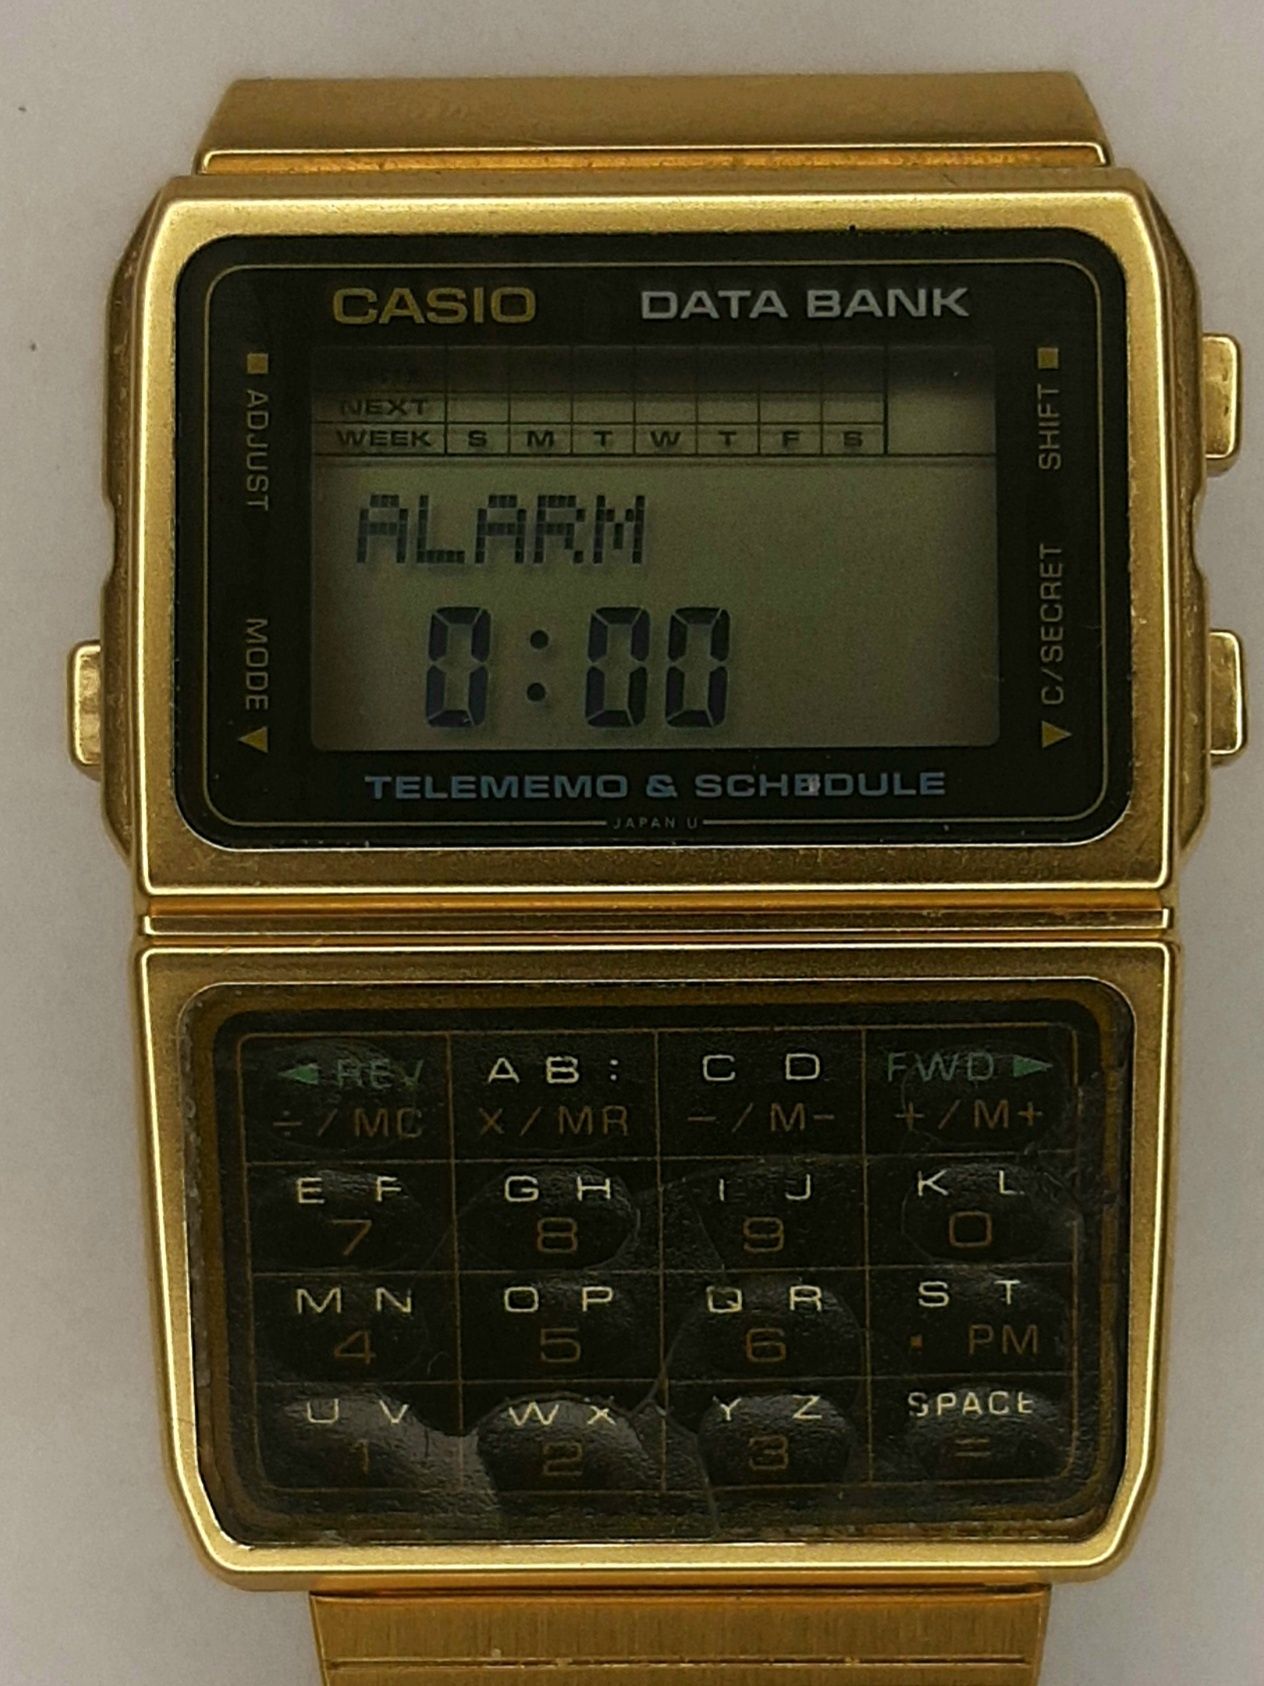 CASIO DATA BANK
ADJUST
MODE
SHIFT
C/SECRET
NEXT
WEEK S M T W T F S
ALARM
0:00
TELEMEMO & SCHEDULE
JAPAN U
◀REV AB: C D FWD▶
÷/MC X/MR −/M− +/M+
E F G H I J K L
7 8 9 0
M N O P Q R S T
4 5 6 . PM
U V W X Y Z SPACE
1 2 3 =